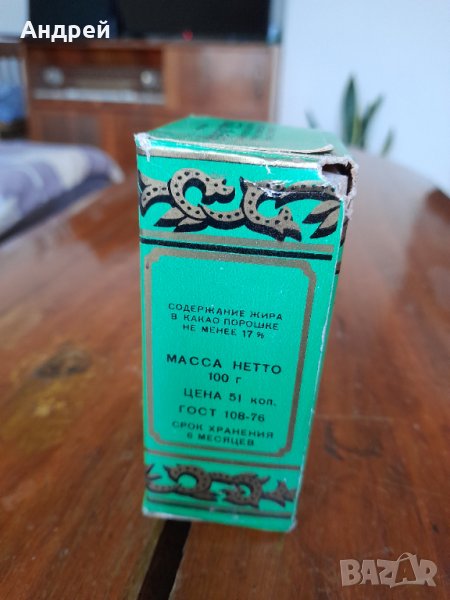 Андрей
СОДЕРЖАНИЕ ЖИРА
В КАКАО ПОРОШКЕ
НЕ МЕНЕЕ 17%
МАССА НЕТТО
100 г
ЦЕНА 51 коп.
ГОСТ 108-76
СРОК ХРАНЕНИЯ
6 МЕСЯЦЕВ
BAZAR